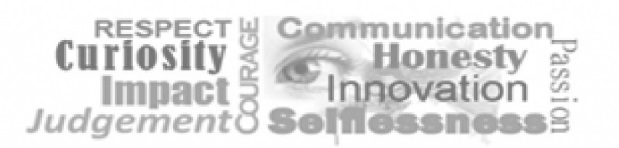 RESPECT
Curiosity
Impact
Judgement
COURAGE
Communication
Honesty
Innovation
Selflessness
Passion